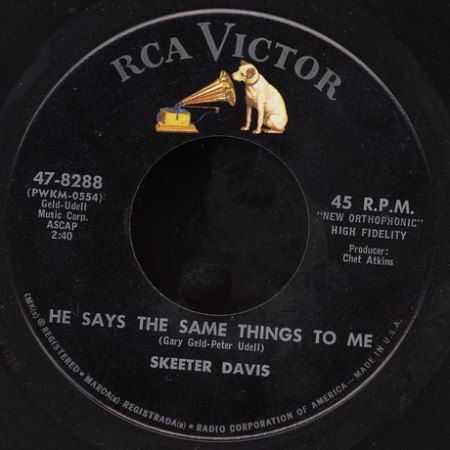 RCA VICTOR
47-8288
(PWKM-0554)
Geld-Udell
Music Corp.
ASCAP
2:40
45 R.P.M.
"NEW ORTHOPHONIC"
HIGH FIDELITY
Producer:
Chet Atkins
HE SAYS THE SAME THINGS TO ME
(Gary Geld-Peter Udell)
SKEETER DAVIS
TMK(s) ® REGISTERED • MARCA(s) REGISTRADA(s) • RADIO CORPORATION OF AMERICA—MADE IN U.S.A.